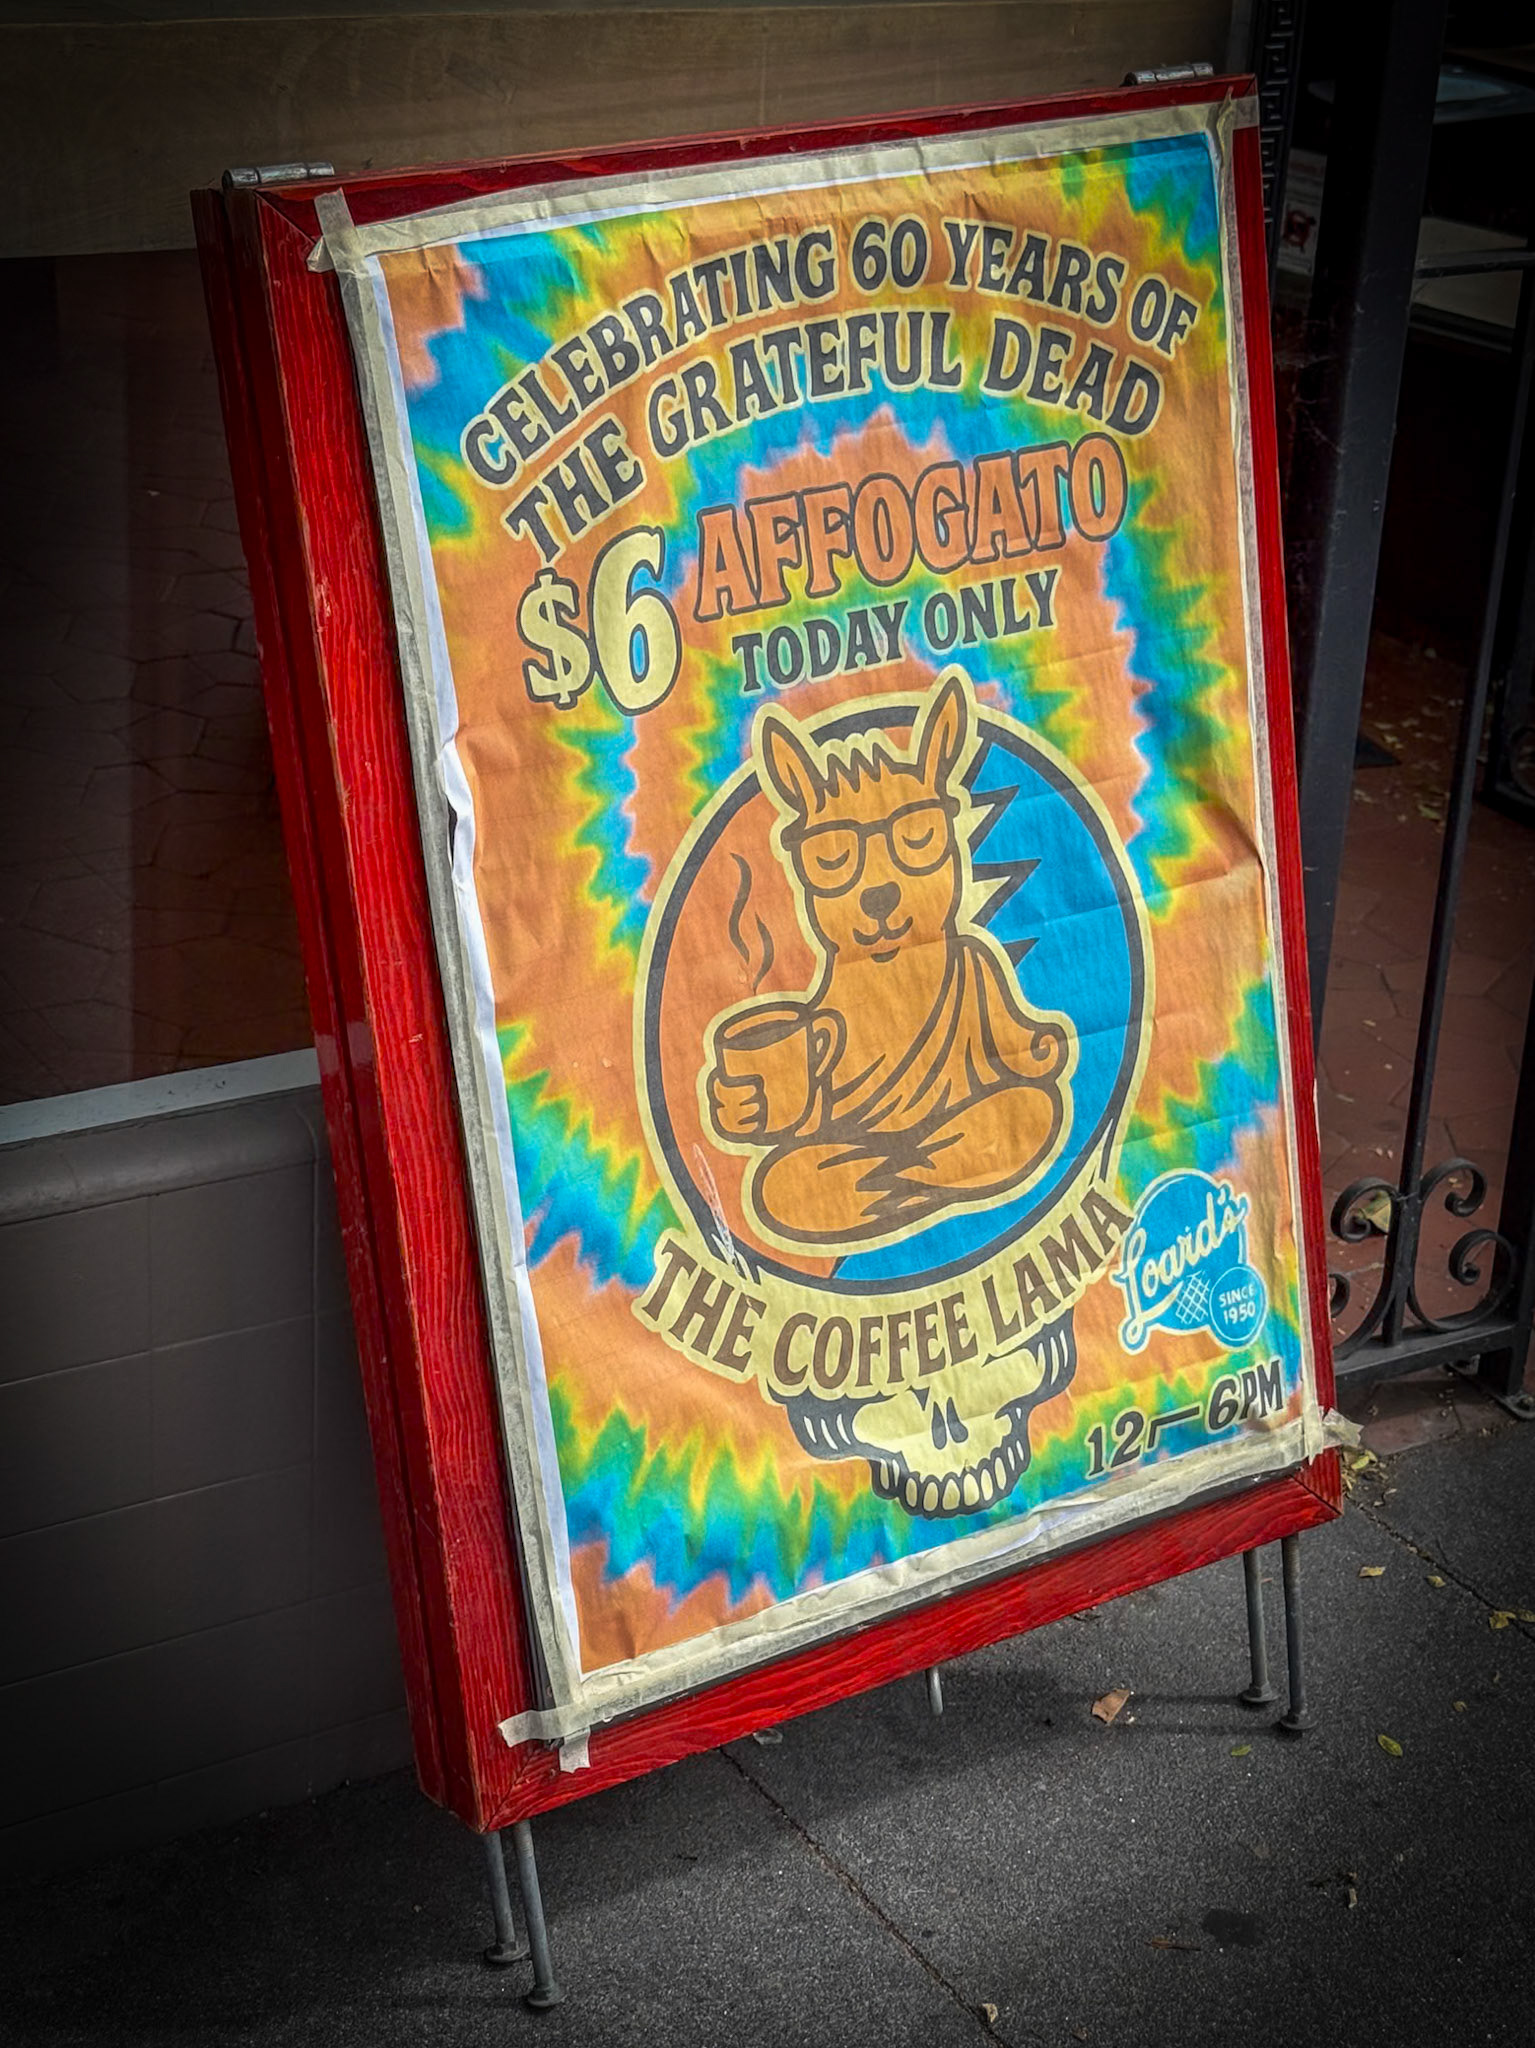 CELEBRATING 60 YEARS OF
THE GRATEFUL DEAD
$6 AFFOGATO
TODAY ONLY
THE COFFEE LAMA
Loard's
SINCE
1950
12-6PM